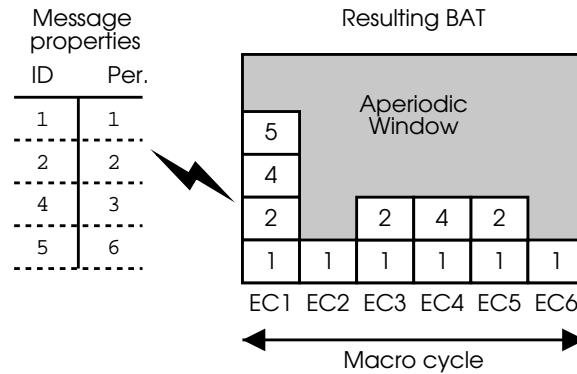 Message
properties
ID Per.
1 1
2 2
4 3
5 6
Resulting BAT
Aperiodic
Window
5
4
2 2 4 2
1 1 1 1 1 1
EC1 EC2 EC3 EC4 EC5 EC6
Macro cycle